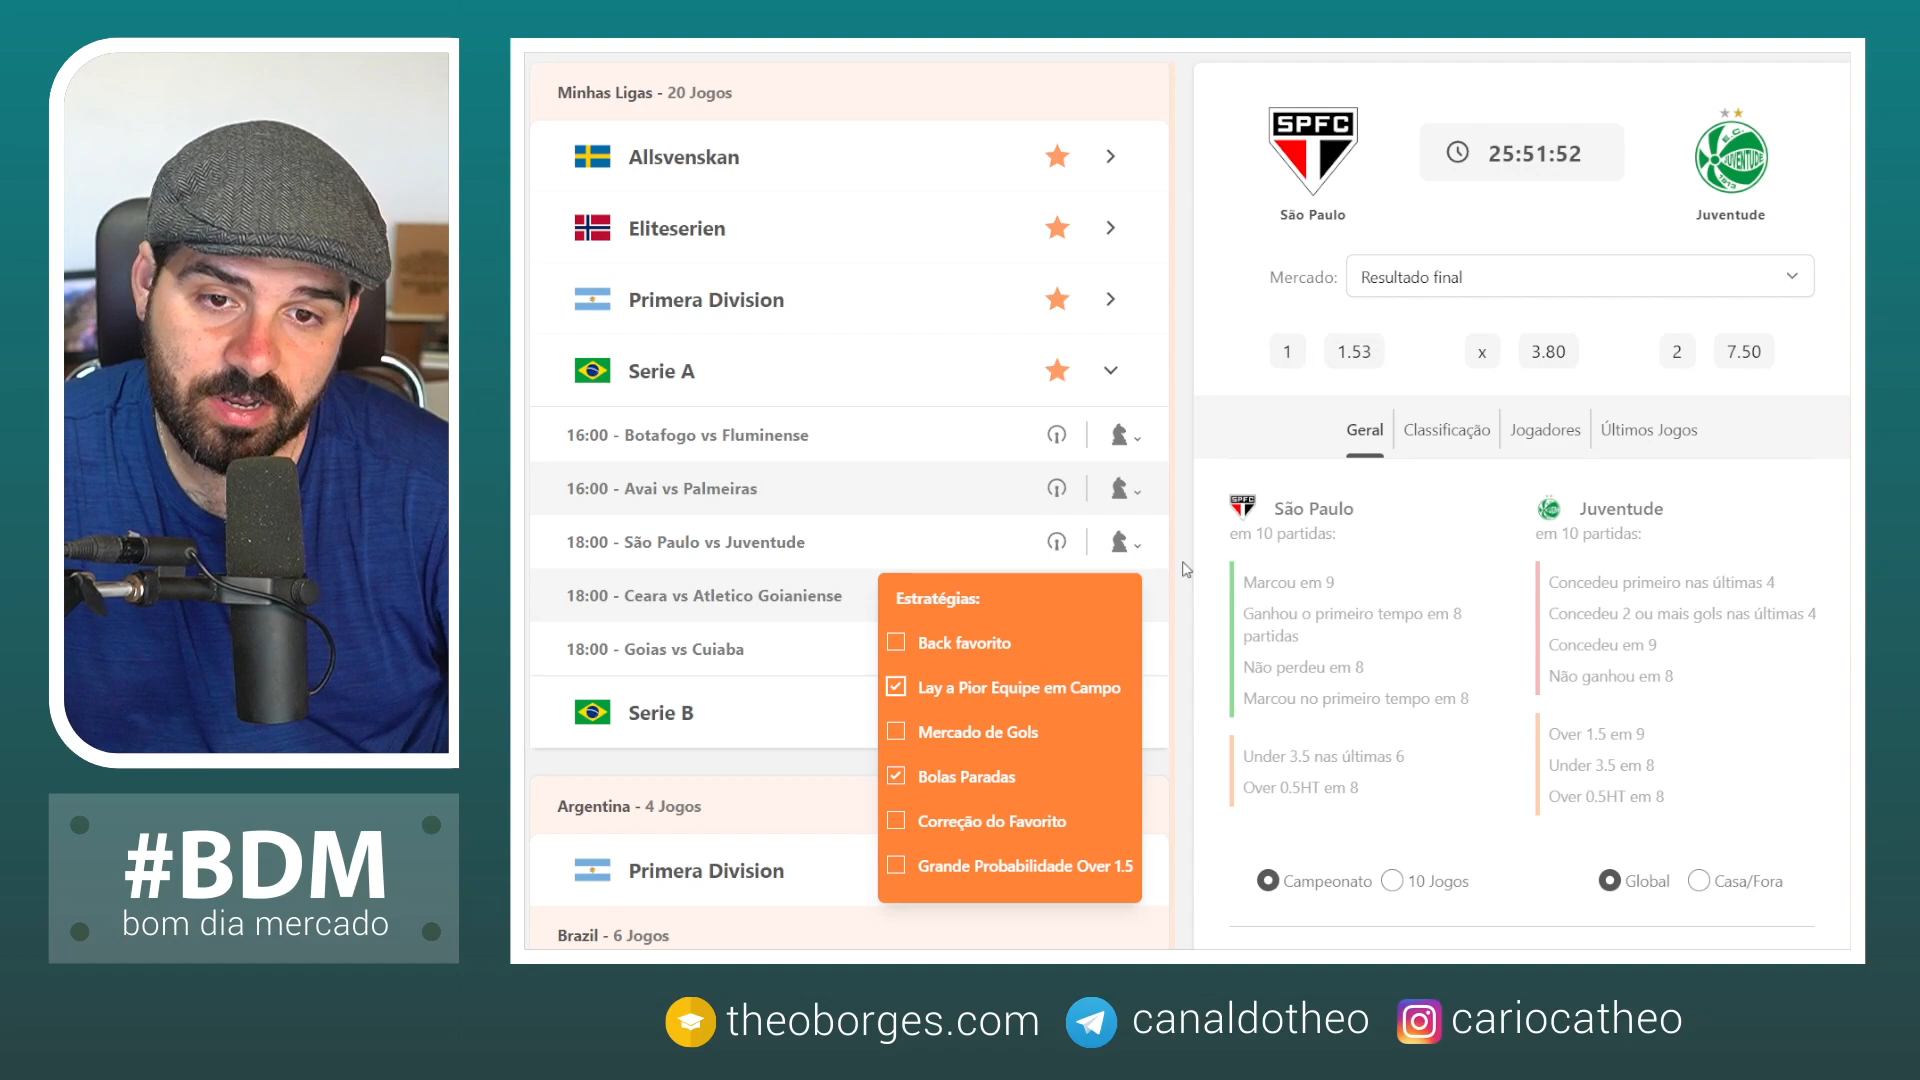 Minhas Ligas - 20 Jogos
Allsvenskan
Eliteserien
Primera Division
Serie A
16:00 - Botafogo vs Fluminense
16:00 - Avai vs Palmeiras
18:00 - São Paulo vs Juventude
18:00 - Ceara vs Atletico Goianiense
18:00 - Goias vs Cuiaba
Serie B
Argentina - 4 Jogos
Primera Division
Brazil - 6 Jogos
Estratégias:
Back favorito
Lay a Pior Equipe em Campo
Mercado de Gols
Bolas Paradas
Correção do Favorito
Grande Probabilidade Over 1.5
SPFC
São Paulo
25:51:52
E.C.
JUVENTUDE
1913
Juventude
Mercado: Resultado final
1 1.53 x 3.80 2 7.50
Geral Classificação Jogadores Últimos Jogos
SPFC São Paulo
em 10 partidas:
Marcou em 9
Ganhou o primeiro tempo em 8
partidas
Não perdeu em 8
Marcou no primeiro tempo em 8
Under 3.5 nas últimas 6
Over 0.5HT em 8
Juventude
em 10 partidas:
Concedeu primeiro nas últimas 4
Concedeu 2 ou mais gols nas últimas 4
Concedeu em 9
Não ganhou em 8
Over 1.5 em 9
Under 3.5 em 8
Over 0.5HT em 8
Campeonato 10 Jogos Global Casa/Fora
#BDM
bom dia mercado
theoborges.com canaldotheo cariocatheo